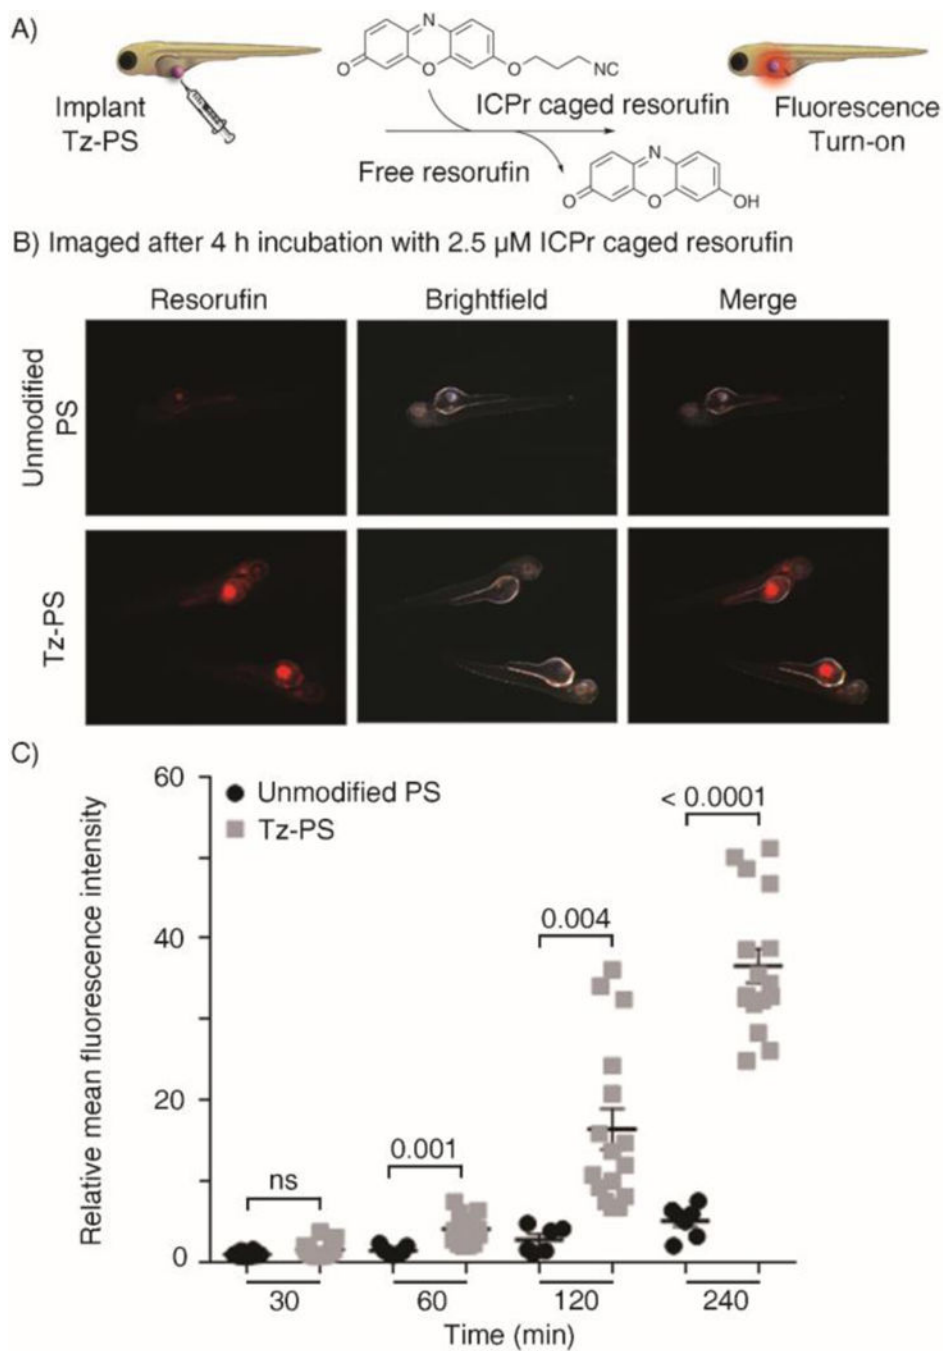 A)
N
O
O
O
NC
Implant
Tz-PS
ICPr caged resorufin
Fluorescence
Turn-on
Free resorufin
N
O
O
OH
B) Imaged after 4 h incubation with 2.5 µM ICPr caged resorufin
Resorufin Brightfield Merge
Unmodified
PS
Tz-PS
C)
Relative mean fluorescence intensity
60
40
20
0
Unmodified PS
Tz-PS
ns
0.001
0.004
< 0.0001
30 60 120 240
Time (min)